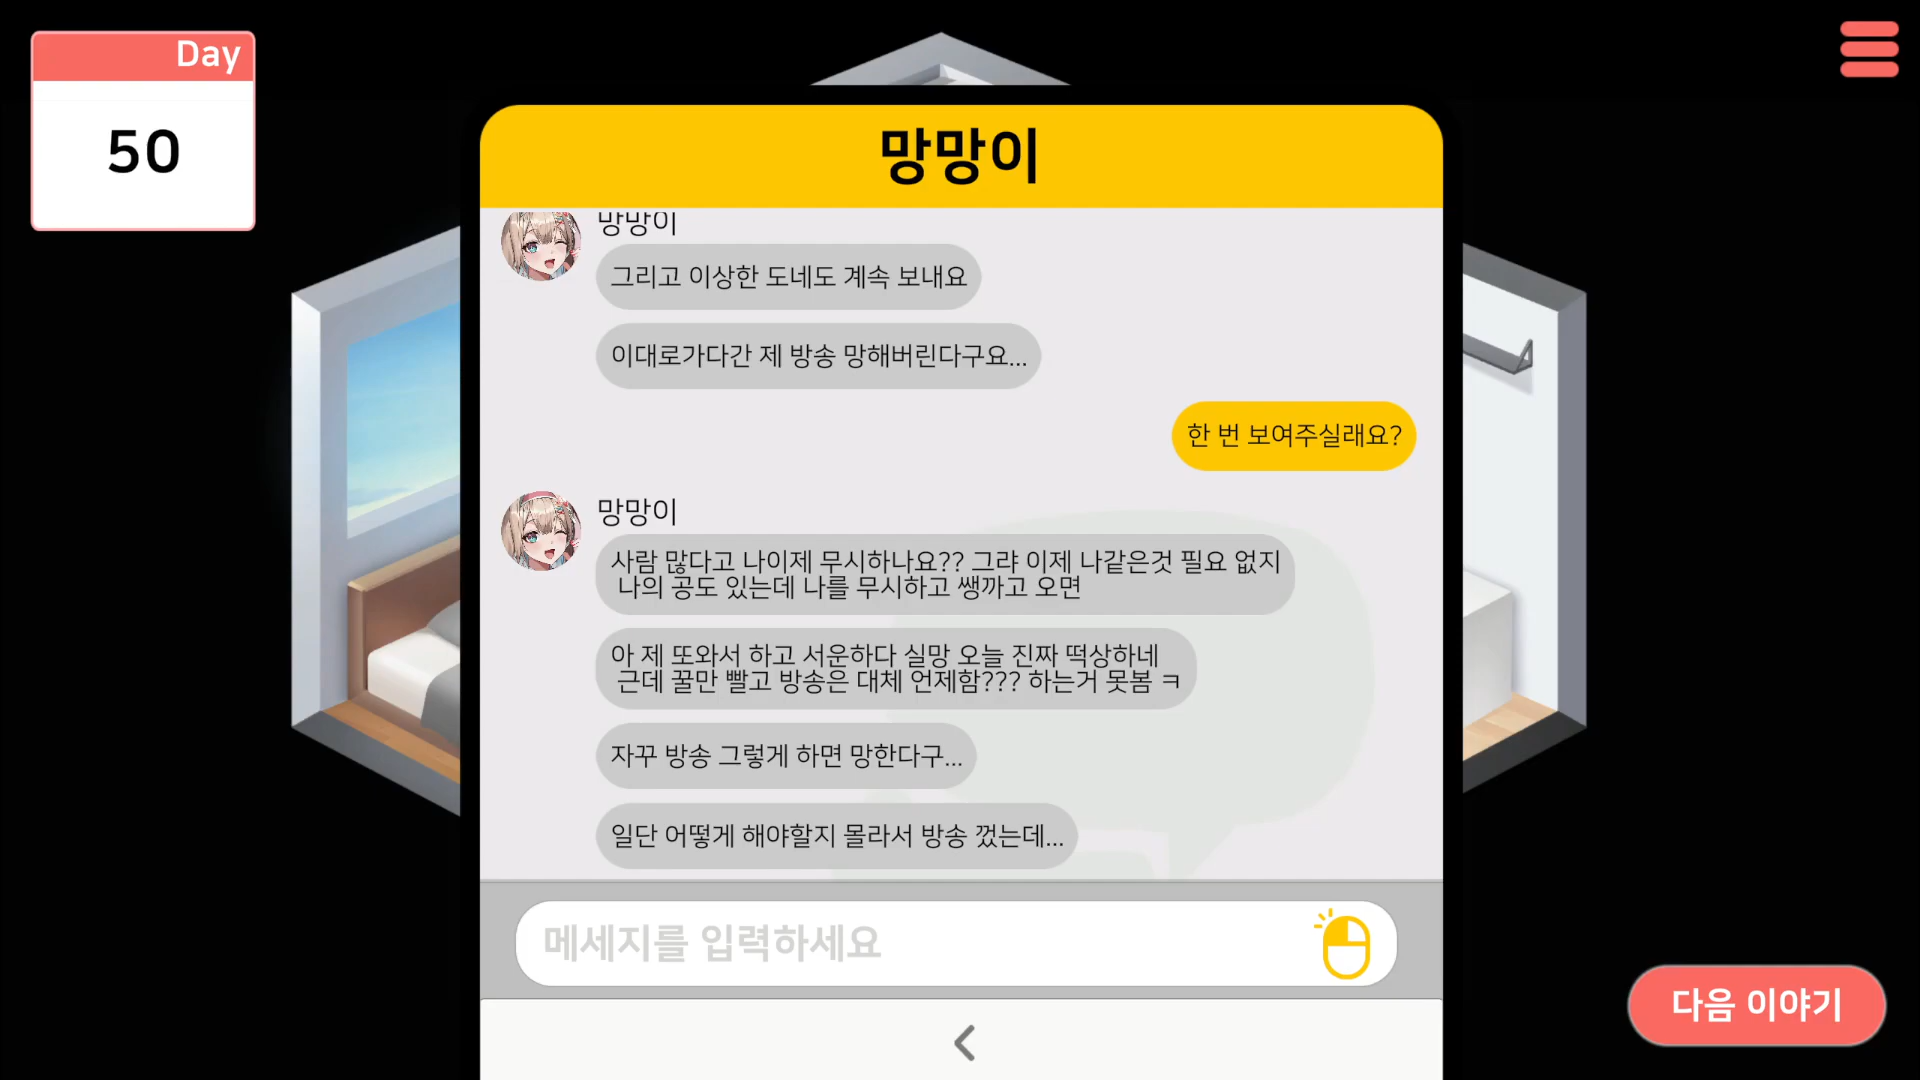 Day
50
망망이
망망이
그리고 이상한 도네도 계속 보내요
이대로가다간 제 방송 망해버린다구요...
한 번 보여주실래요?
망망이
사람 많다고 나이제 무시하나요?? 그랴 이제 나같은것 필요 없지
나의 공도 있는데 나를 무시하고 쌩까고 오면
아 제 또와서 하고 서운하다 실망 오늘 진짜 떡상하네
근데 꿀만 빨고 방송은 대체 언제함??? 하는거 못봄 ㅋ
자꾸 방송 그렇게 하면 망한다구...
일단 어떻게 해야할지 몰라서 방송 껐는데...
메세지를 입력하세요
다음 이야기